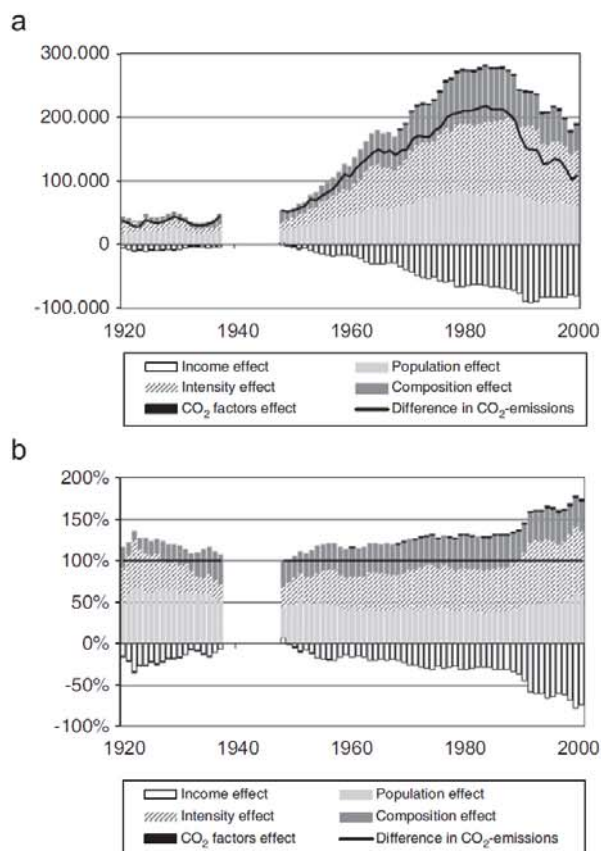 a
300.000
200.000
100.000
0
-100.000
1920 1940 1960 1980 2000
Income effect Population effect
Intensity effect Composition effect
CO2 factors effect Difference in CO2-emissions
b
200%
150%
100%
50%
0%
-50%
-100%
1920 1940 1960 1980 2000
Income effect Population effect
Intensity effect Composition effect
CO2 factors effect Difference in CO2-emissions